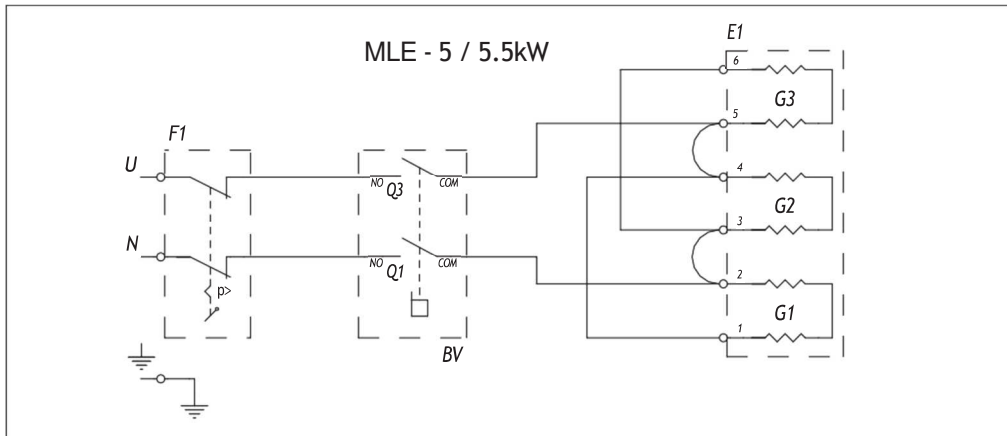 MLE - 5 / 5.5kW
E1
6
G3
5
F1
U
NO Q3 COM
4
G2
3
N
NO Q1 COM
2
p>
G1
1
BV